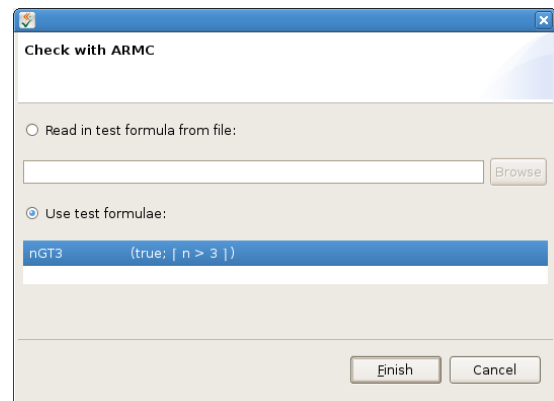 Check with ARMC
Read in test formula from file:
Browse
Use test formulae:
nGT3 (true; ⌈ n > 3 ⌉)
Finish Cancel